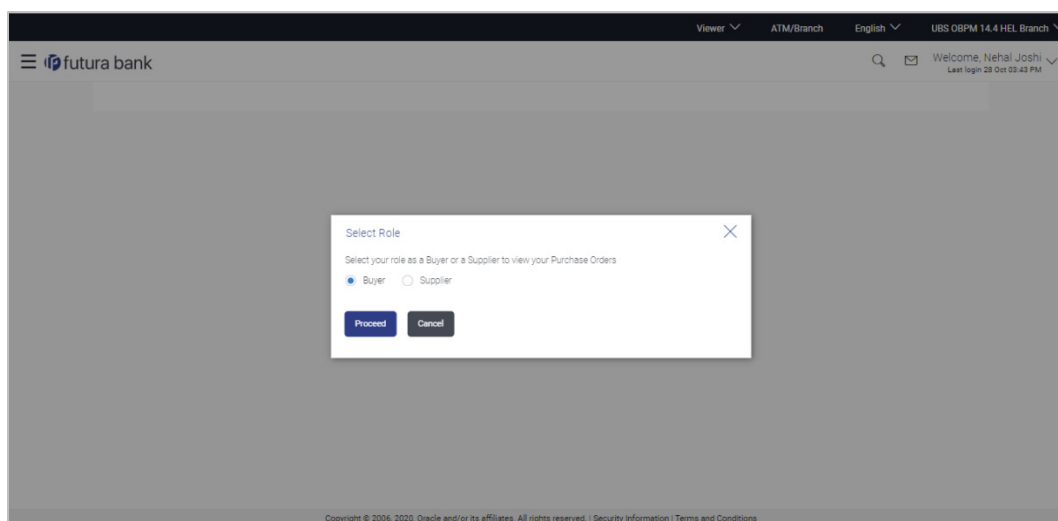 Viewer ATM/Branch English UBS OBPM 14.4 HEL Branch
futura bank Welcome, Nehal Joshi
Last login 28 Oct 03:43 PM
Select Role
Select your role as a Buyer or a Supplier to view your Purchase Orders
Buyer Supplier
Proceed Cancel
Copyright © 2006, 2020, Oracle and/or its affiliates. All rights reserved. | Security Information | Terms and Conditions